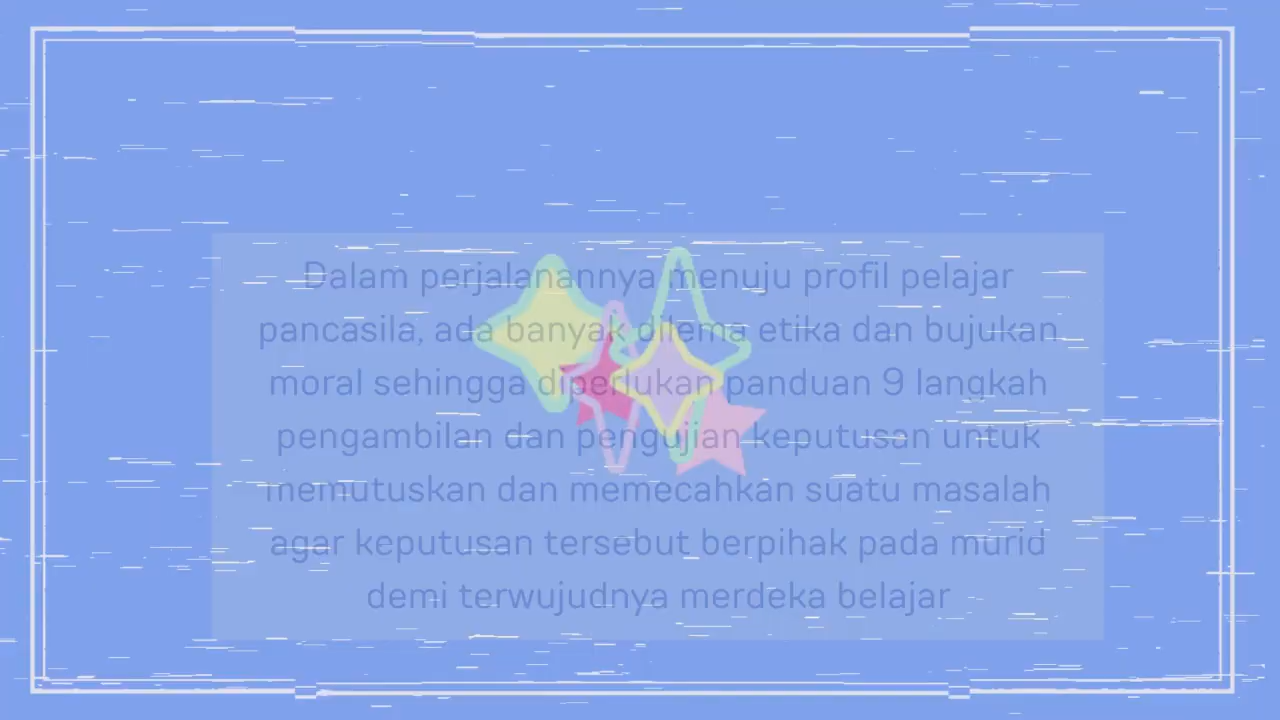 Dalam perjalanannya menuju profil pelajar
pancasila, ada banyak dilema etika dan bujukan
moral sehingga diperlukan panduan 9 langkah
pengambilan dan pengujian keputusan untuk
memutuskan dan memecahkan suatu masalah
agar keputusan tersebut berpihak pada murid
demi terwujudnya merdeka belajar